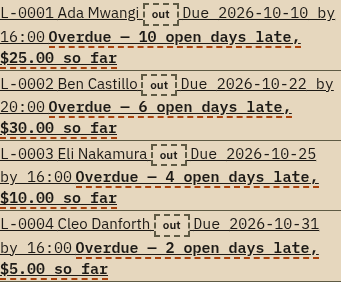 L-0001 Ada Mwangi out Due 2026-10-10 by
16:00 Overdue — 10 open days late,
$25.00 so far
L-0002 Ben Castillo out Due 2026-10-22 by
20:00 Overdue — 6 open days late,
$30.00 so far
L-0003 Eli Nakamura out Due 2026-10-25
by 16:00 Overdue — 4 open days late,
$10.00 so far
L-0004 Cleo Danforth out Due 2026-10-31
by 16:00 Overdue — 2 open days late,
$5.00 so far